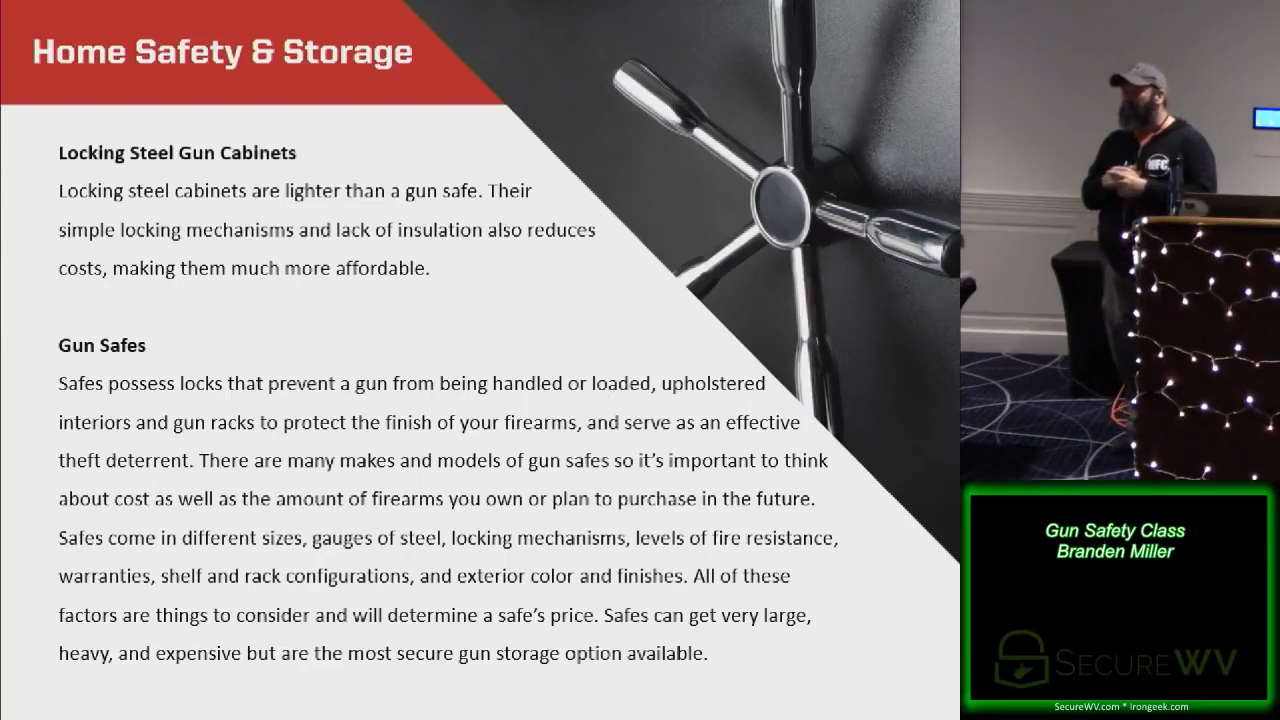 Home Safety & Storage
Locking Steel Gun Cabinets
Locking steel cabinets are lighter than a gun safe. Their
simple locking mechanisms and lack of insulation also reduces
costs, making them much more affordable.
Gun Safes
Safes possess locks that prevent a gun from being handled or loaded, upholstered
interiors and gun racks to protect the finish of your firearms, and serve as an effective
theft deterrent. There are many makes and models of gun safes so it’s important to think
about cost as well as the amount of firearms you own or plan to purchase in the future.
Safes come in different sizes, gauges of steel, locking mechanisms, levels of fire resistance,
warranties, shelf and rack configurations, and exterior color and finishes. All of these
factors are things to consider and will determine a safe’s price. Safes can get very large,
heavy, and expensive but are the most secure gun storage option available.
Gun Safety Class
Branden Miller
SECUREWV
SecureWV.com * Irongeek.com